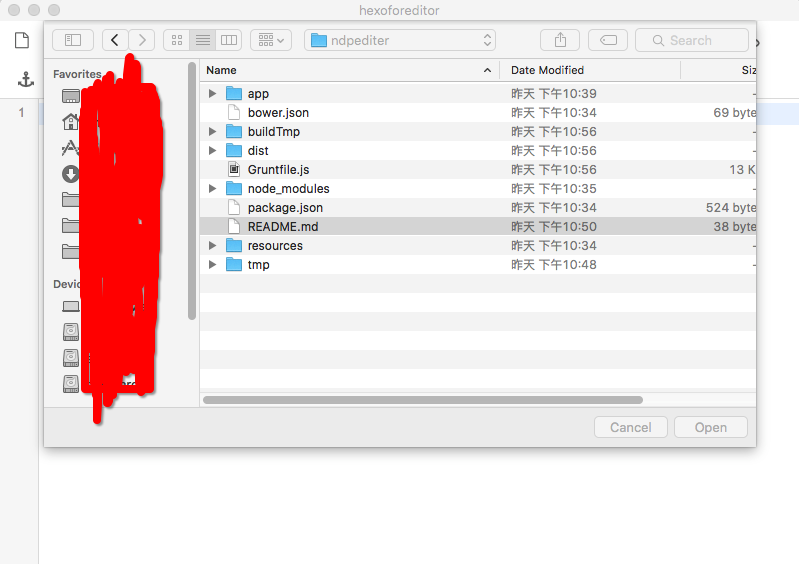 hexoforeditor
ndpediter
Search
Favorites
Name Date Modified Siz
app 昨天 下午10:39 --
bower.json 昨天 下午10:34 69 byte
buildTmp 昨天 下午10:56 --
dist 昨天 下午10:56 --
Gruntfile.js 昨天 下午10:56 13 K
node_modules 昨天 下午10:35 --
package.json 昨天 下午10:34 524 byte
README.md 昨天 下午10:50 38 byte
resources 昨天 下午10:34 --
tmp 昨天 下午10:48 --
Devic
1
Cancel Open